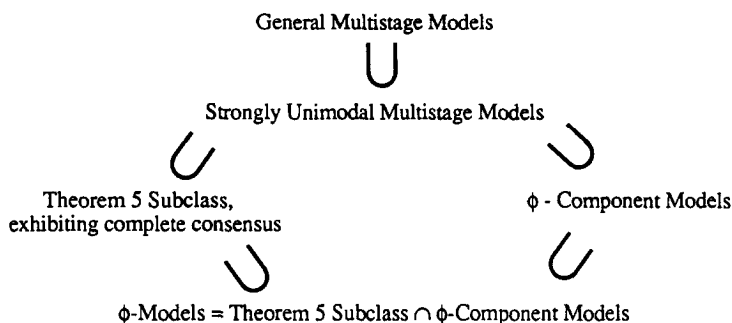 General Multistage Models
Strongly Unimodal Multistage Models
Theorem 5 Subclass,
exhibiting complete consensus
ϕ - Component Models
ϕ-Models = Theorem 5 Subclass ∩ ϕ-Component Models